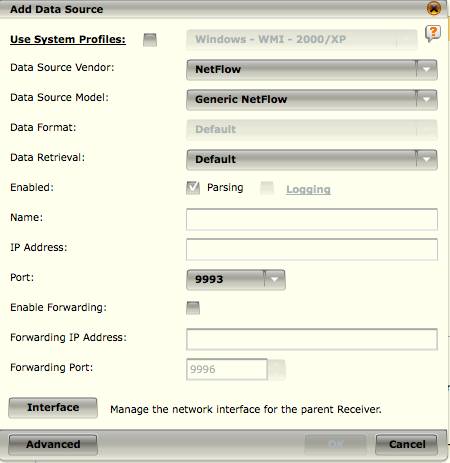 Add Data Source
Use System Profiles: Windows - WMI - 2000/XP
Data Source Vendor: NetFlow
Data Source Model: Generic NetFlow
Data Format: Default
Data Retrieval: Default
Enabled: Parsing Logging
Name:
IP Address:
Port: 9993
Enable Forwarding:
Forwarding IP Address:
Forwarding Port: 9996
Interface Manage the network interface for the parent Receiver.
Advanced OK Cancel